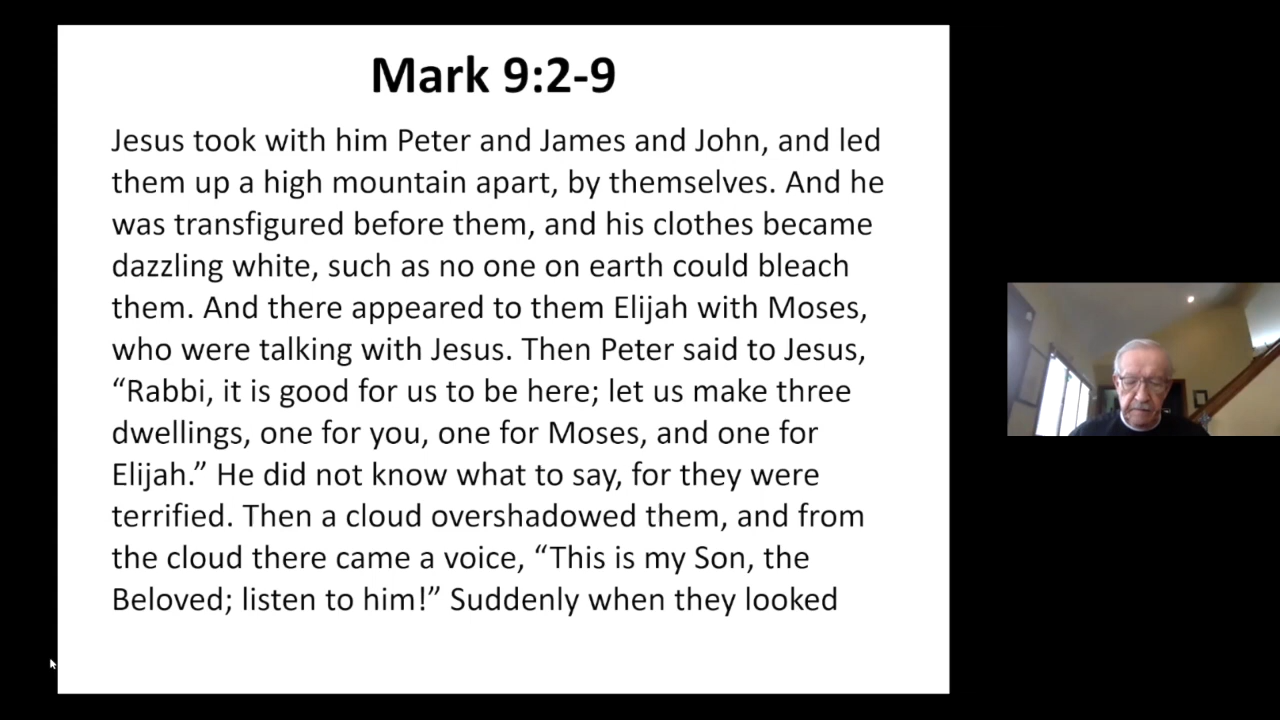 Mark 9:2-9
Jesus took with him Peter and James and John, and led
them up a high mountain apart, by themselves. And he
was transfigured before them, and his clothes became
dazzling white, such as no one on earth could bleach
them. And there appeared to them Elijah with Moses,
who were talking with Jesus. Then Peter said to Jesus,
“Rabbi, it is good for us to be here; let us make three
dwellings, one for you, one for Moses, and one for
Elijah.” He did not know what to say, for they were
terrified. Then a cloud overshadowed them, and from
the cloud there came a voice, “This is my Son, the
Beloved; listen to him!” Suddenly when they looked